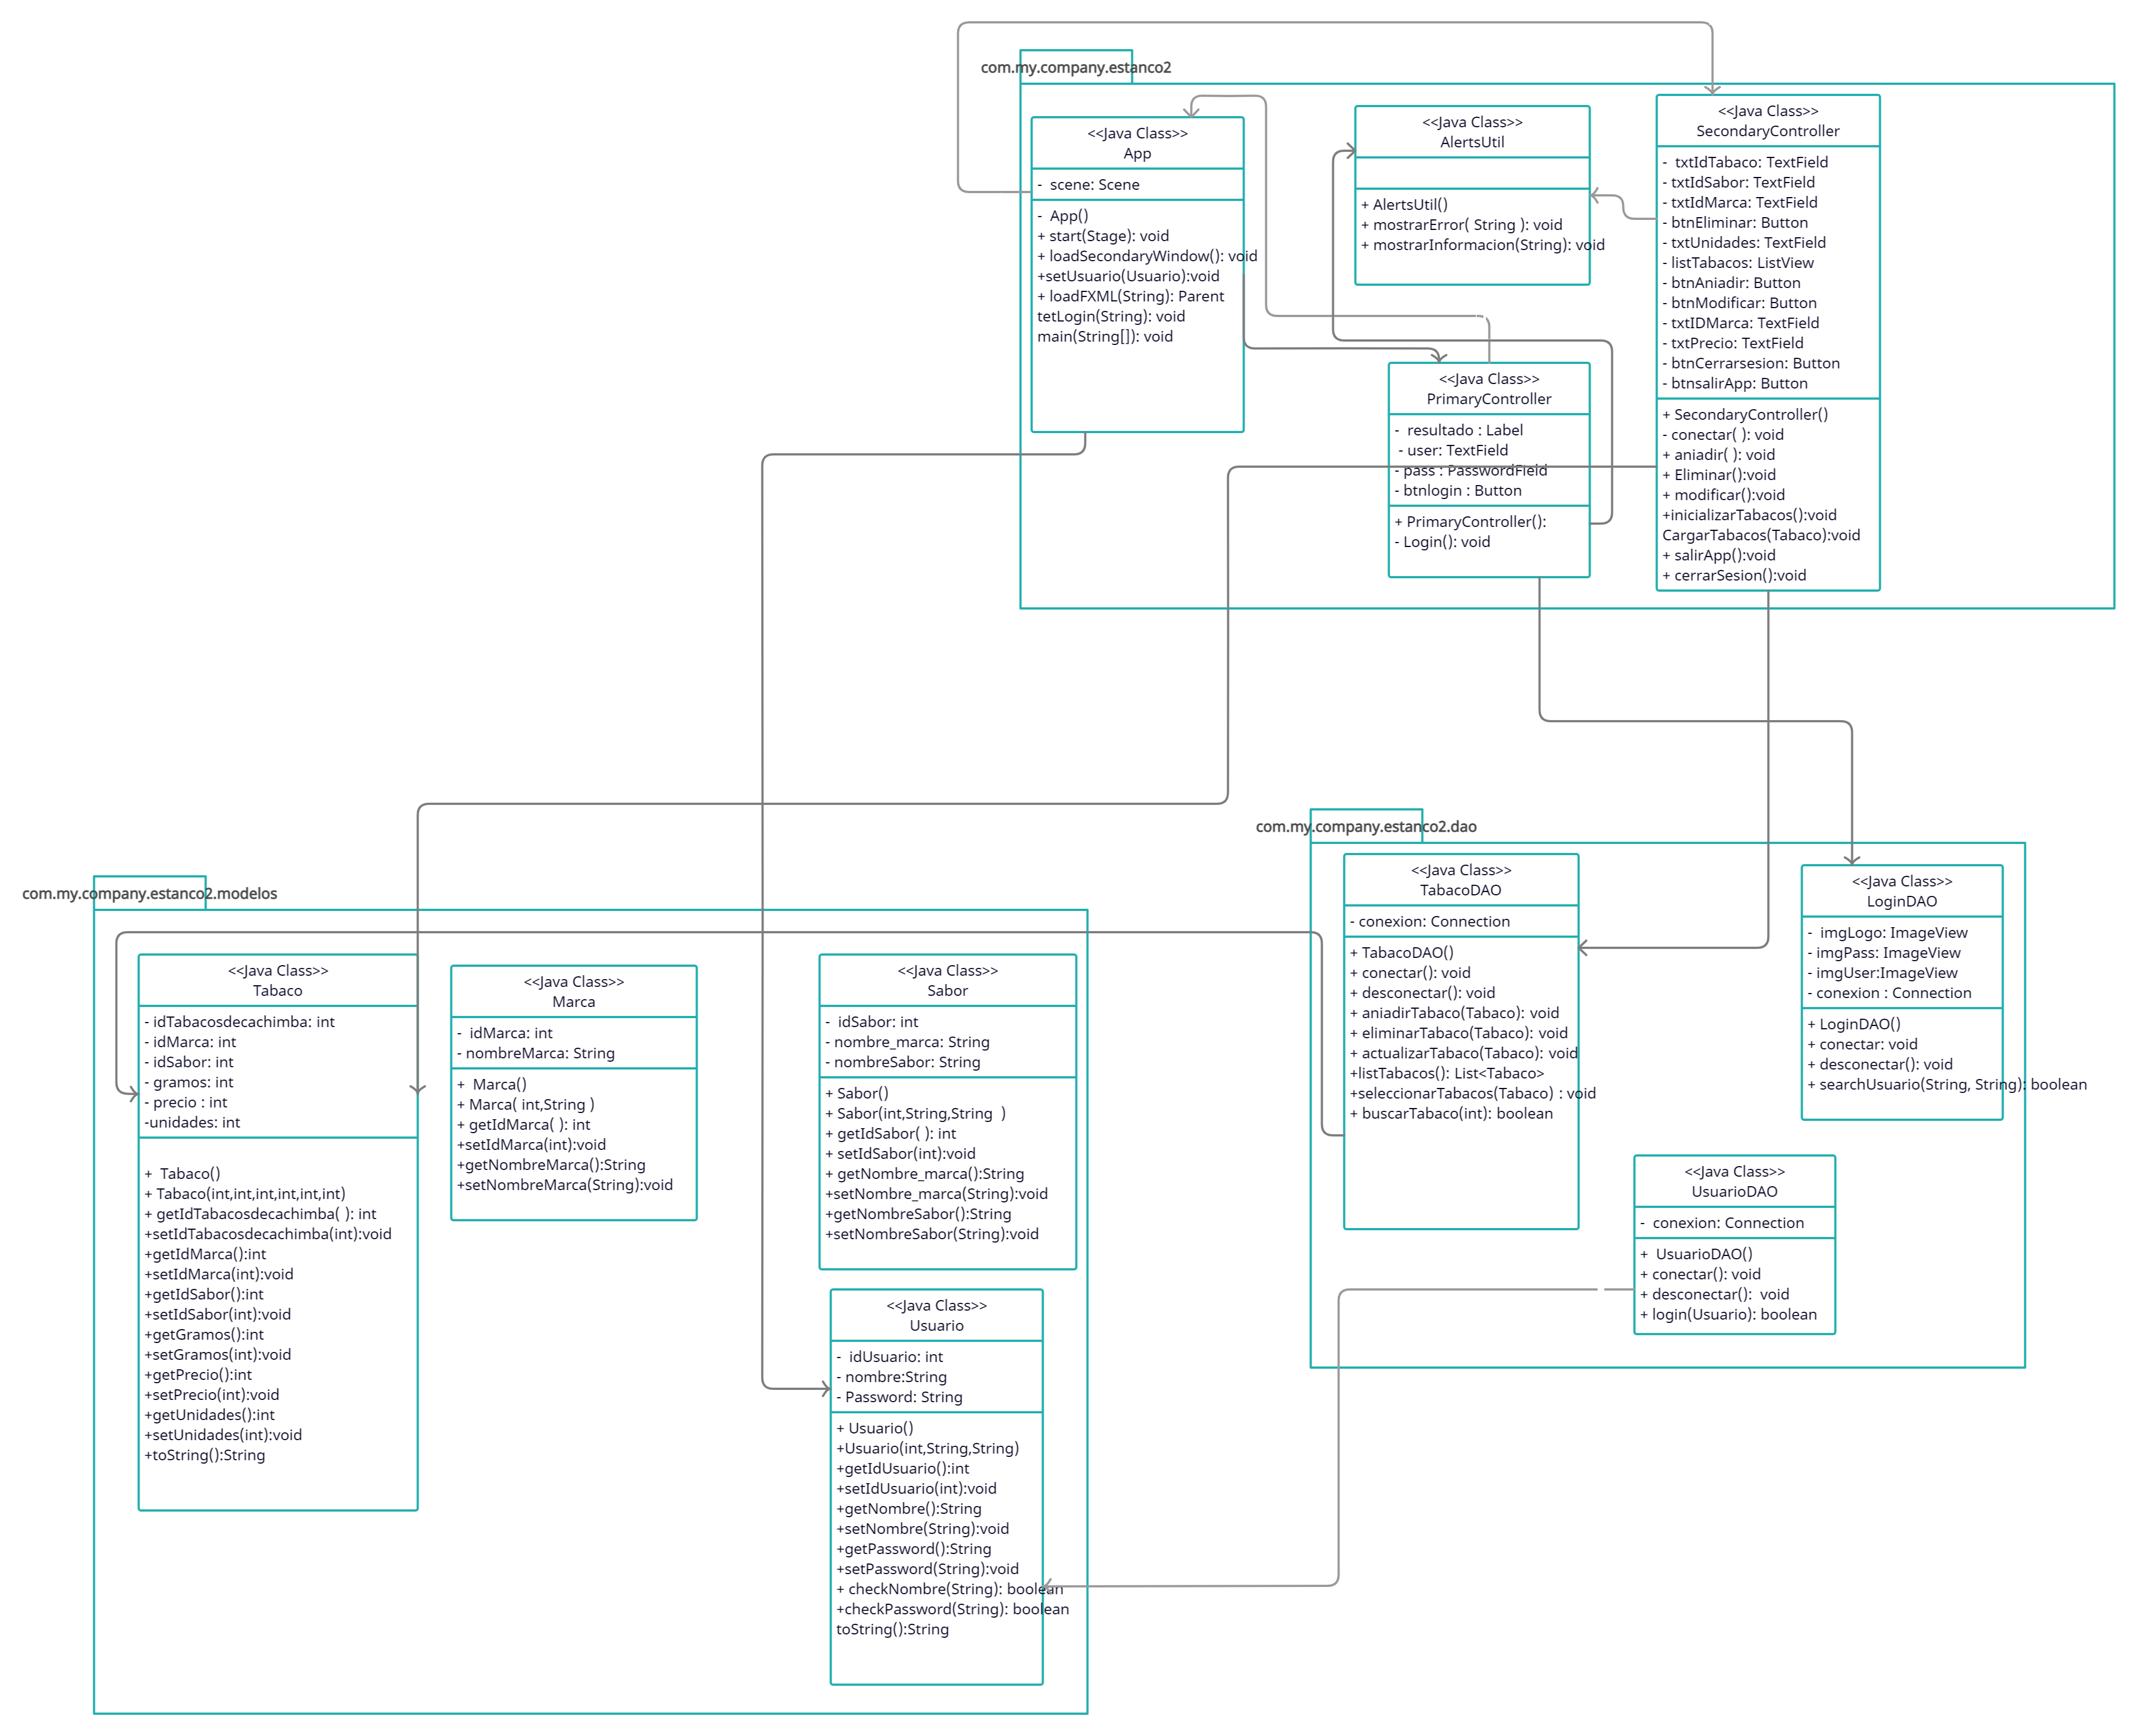 com.my.company.estanco2
<<Java Class>>
App
-  scene: Scene
-  App()
+ start(Stage): void
+ loadSecondaryWindow(): void
+setUsuario(Usuario):void
+ loadFXML(String): Parent
tetLogin(String): void
main(String[]): void
<<Java Class>>
AlertsUtil
+ AlertsUtil()
+ mostrarError( String ): void
+ mostrarInformacion(String): void
<<Java Class>>
SecondaryController
-  txtIdTabaco: TextField
- txtIdSabor: TextField
- txtIdMarca: TextField
- btnEliminar: Button
- txtUnidades: TextField
- listTabacos: ListView
- btnAniadir: Button
- btnModificar: Button
- txtIDMarca: TextField
- txtPrecio: TextField
- btnCerrarsesion: Button
- btnsalirApp: Button
+ SecondaryController()
- conectar( ): void
+ aniadir( ): void
+ Eliminar():void
+ modificar():void
+inicializarTabacos():void
CargarTabacos(Tabaco):void
+ salirApp():void
+ cerrarSesion():void
<<Java Class>>
PrimaryController
-  resultado : Label
- user: TextField
- pass : PasswordField
- btnlogin : Button
+ PrimaryController():
- Login(): void
com.my.company.estanco2.dao
<<Java Class>>
TabacoDAO
- conexion: Connection
+ TabacoDAO()
+ conectar(): void
+ desconectar(): void
+ aniadirTabaco(Tabaco): void
+ eliminarTabaco(Tabaco): void
+ actualizarTabaco(Tabaco): void
+listTabacos(): List<Tabaco>
+seleccionarTabacos(Tabaco) : void
+ buscarTabaco(int): boolean
<<Java Class>>
LoginDAO
-  imgLogo: ImageView
- imgPass: ImageView
- imgUser:ImageView
- conexion : Connection
+ LoginDAO()
+ conectar: void
+ desconectar(): void
+ searchUsuario(String, String): boolean
<<Java Class>>
UsuarioDAO
-  conexion: Connection
+  UsuarioDAO()
+ conectar(): void
+ desconectar():  void
+ login(Usuario): boolean
com.my.company.estanco2.modelos
<<Java Class>>
Tabaco
- idTabacosdecachimba: int
- idMarca: int
- idSabor: int
- gramos: int
- precio : int
-unidades: int
+  Tabaco()
+ Tabaco(int,int,int,int,int,int)
+ getIdTabacosdecachimba( ): int
+setIdTabacosdecachimba(int):void
+getIdMarca():int
+setIdMarca(int):void
+getIdSabor():int
+setIdSabor(int):void
+getGramos():int
+setGramos(int):void
+getPrecio():int
+setPrecio(int):void
+getUnidades():int
+setUnidades(int):void
+toString():String
<<Java Class>>
Marca
-  idMarca: int
- nombreMarca: String
+  Marca()
+ Marca( int,String )
+ getIdMarca( ): int
+setIdMarca(int):void
+getNombreMarca():String
+setNombreMarca(String):void
<<Java Class>>
Sabor
-  idSabor: int
- nombre_marca: String
- nombreSabor: String
+ Sabor()
+ Sabor(int,String,String  )
+ getIdSabor( ): int
+ setIdSabor(int):void
+ getNombre_marca():String
+setNombre_marca(String):void
+getNombreSabor():String
+setNombreSabor(String):void
<<Java Class>>
Usuario
-  idUsuario: int
- nombre:String
- Password: String
+ Usuario()
+Usuario(int,String,String)
+getIdUsuario():int
+setIdUsuario(int):void
+getNombre():String
+setNombre(String):void
+getPassword():String
+setPassword(String):void
+ checkNombre(String): boolean
+checkPassword(String): boolean
toString():String